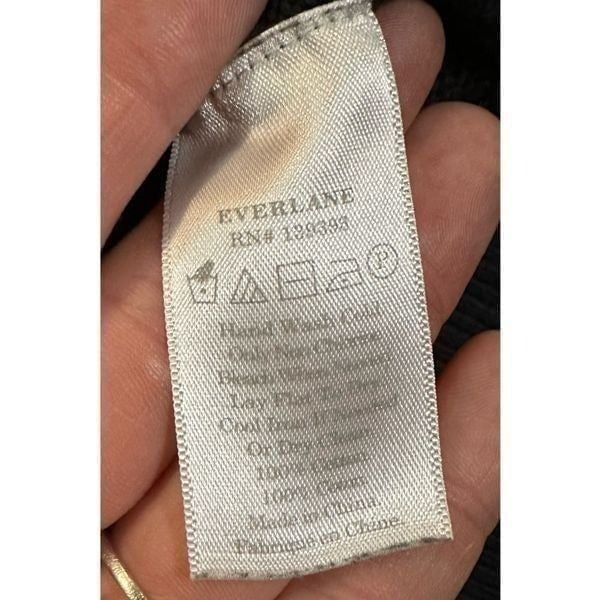 EVERLANE
RN# 139393
P
Hand Wash Cold
Only Non Chlorine
Bleach When Needed
Lay Flat To Dry
Cool Iron If Needed
Or Dry Clean
100% Cotton
100% Coton
Made in China
Fabrique en Chine